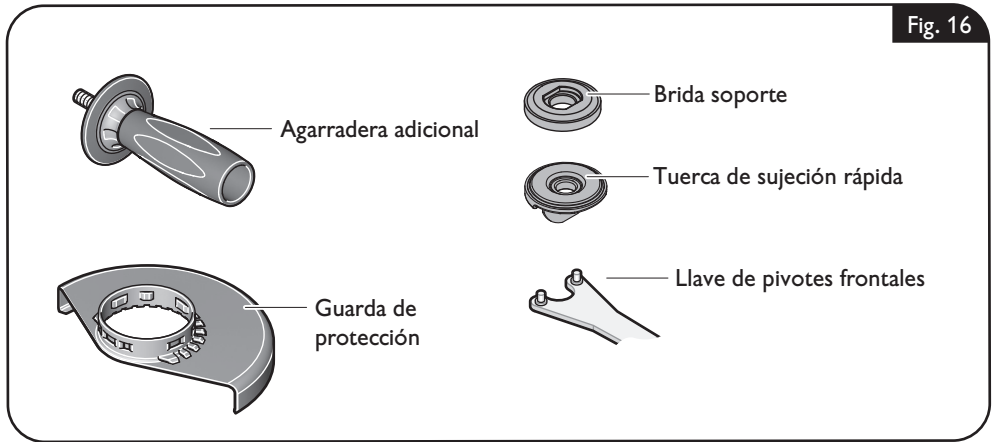 Fig. 16
Agarradera adicional
Brida soporte
Tuerca de sujeción rápida
Guarda de
protección
Llave de pivotes frontales